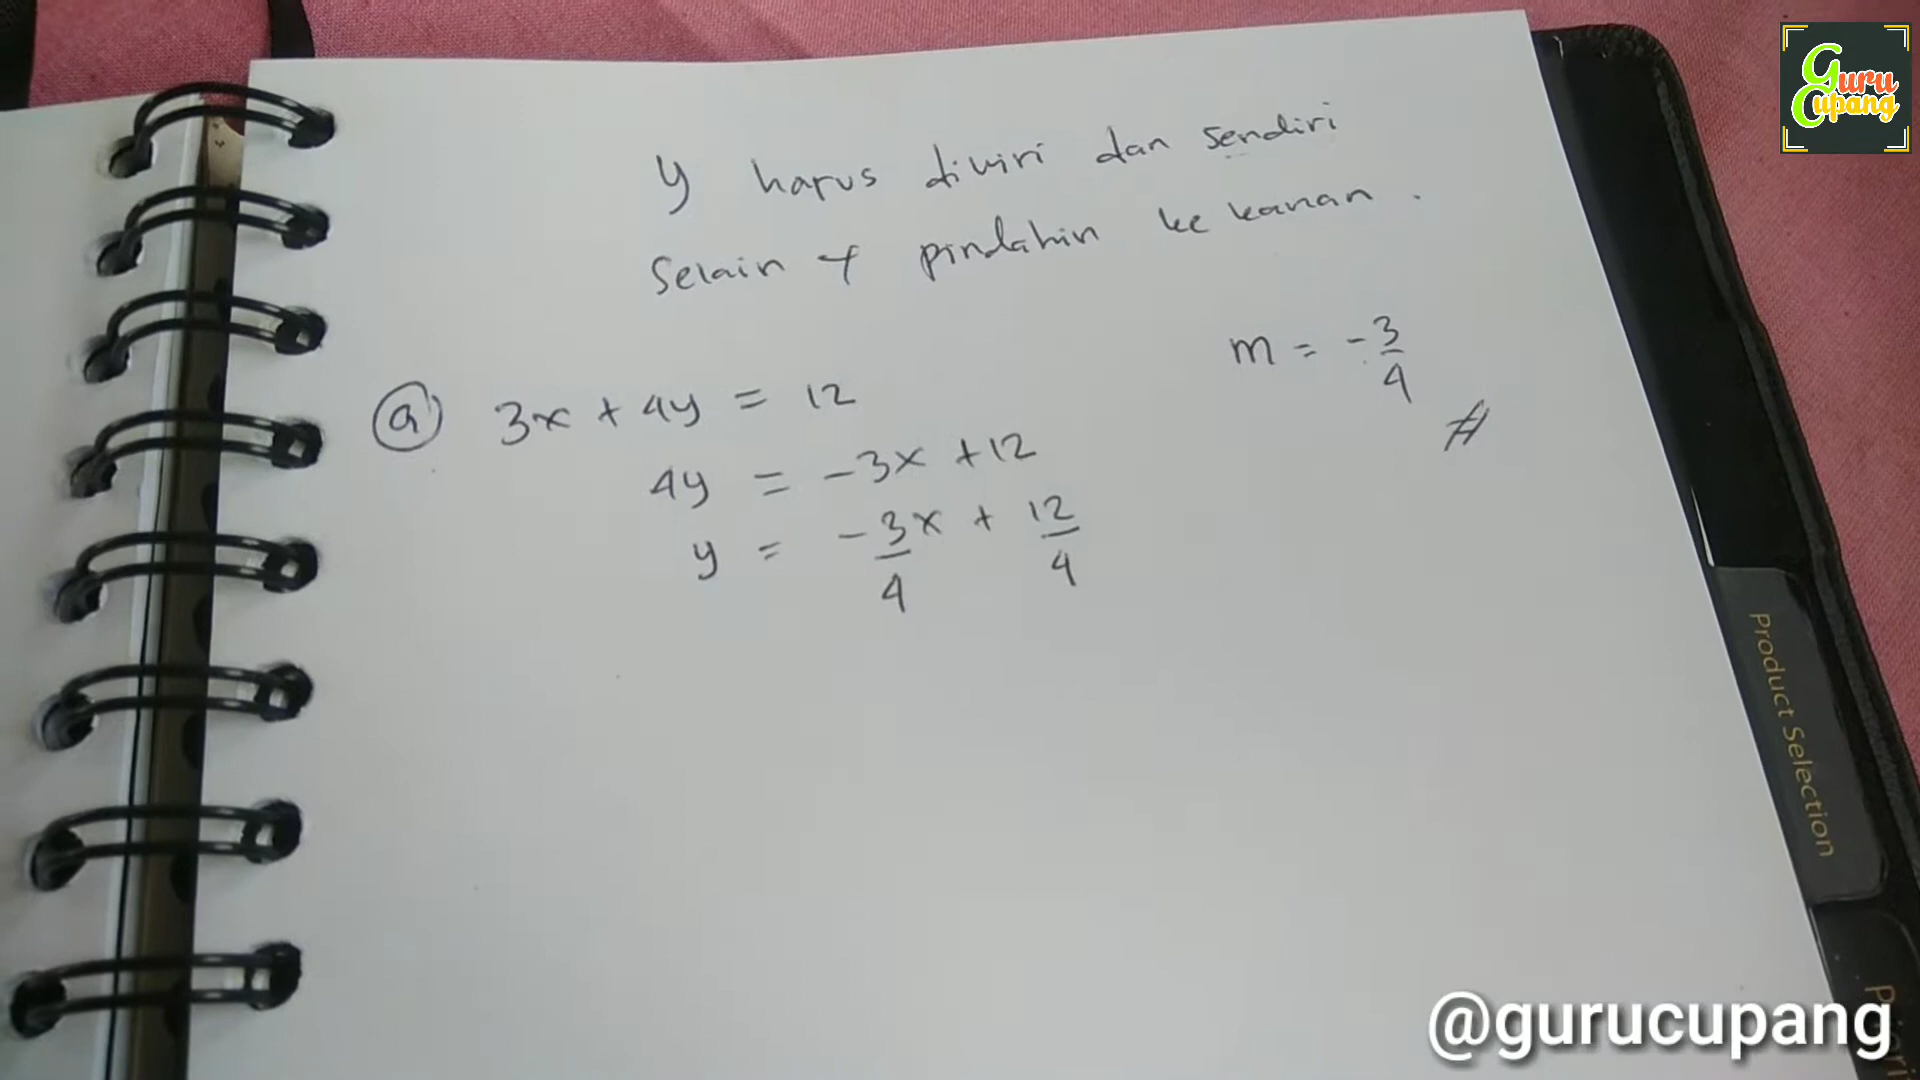 Guru
Cupang
y harus dikiri dan sendiri
selain y pindahin ke kanan .
m = -3/4
#
(a) 3x + 4y = 12
4y = -3x + 12
y = -3/4 x + 12/4
Product Selection
@gurucupang